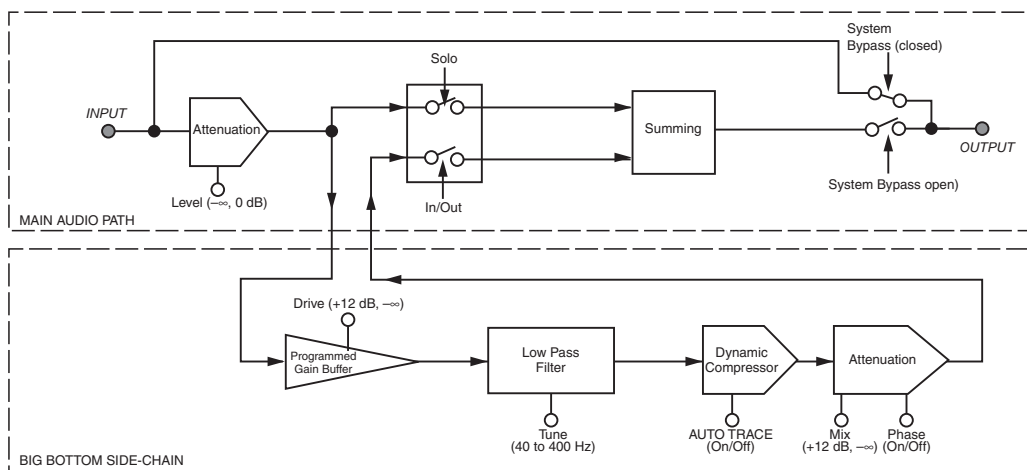 System
Bypass (closed)
Solo
INPUT
Attenuation
Summing
OUTPUT
Level (–∞, 0 dB)
In/Out
System Bypass open)
MAIN AUDIO PATH
Drive (+12 dB, –∞)
Programmed
Gain Buffer
Low Pass
Filter
Dynamic
Compressor
Attenuation
Tune
(40 to 400 Hz)
AUTO TRACE
(On/Off)
Mix
(+12 dB, –∞)
Phase
(On/Off)
BIG BOTTOM SIDE-CHAIN